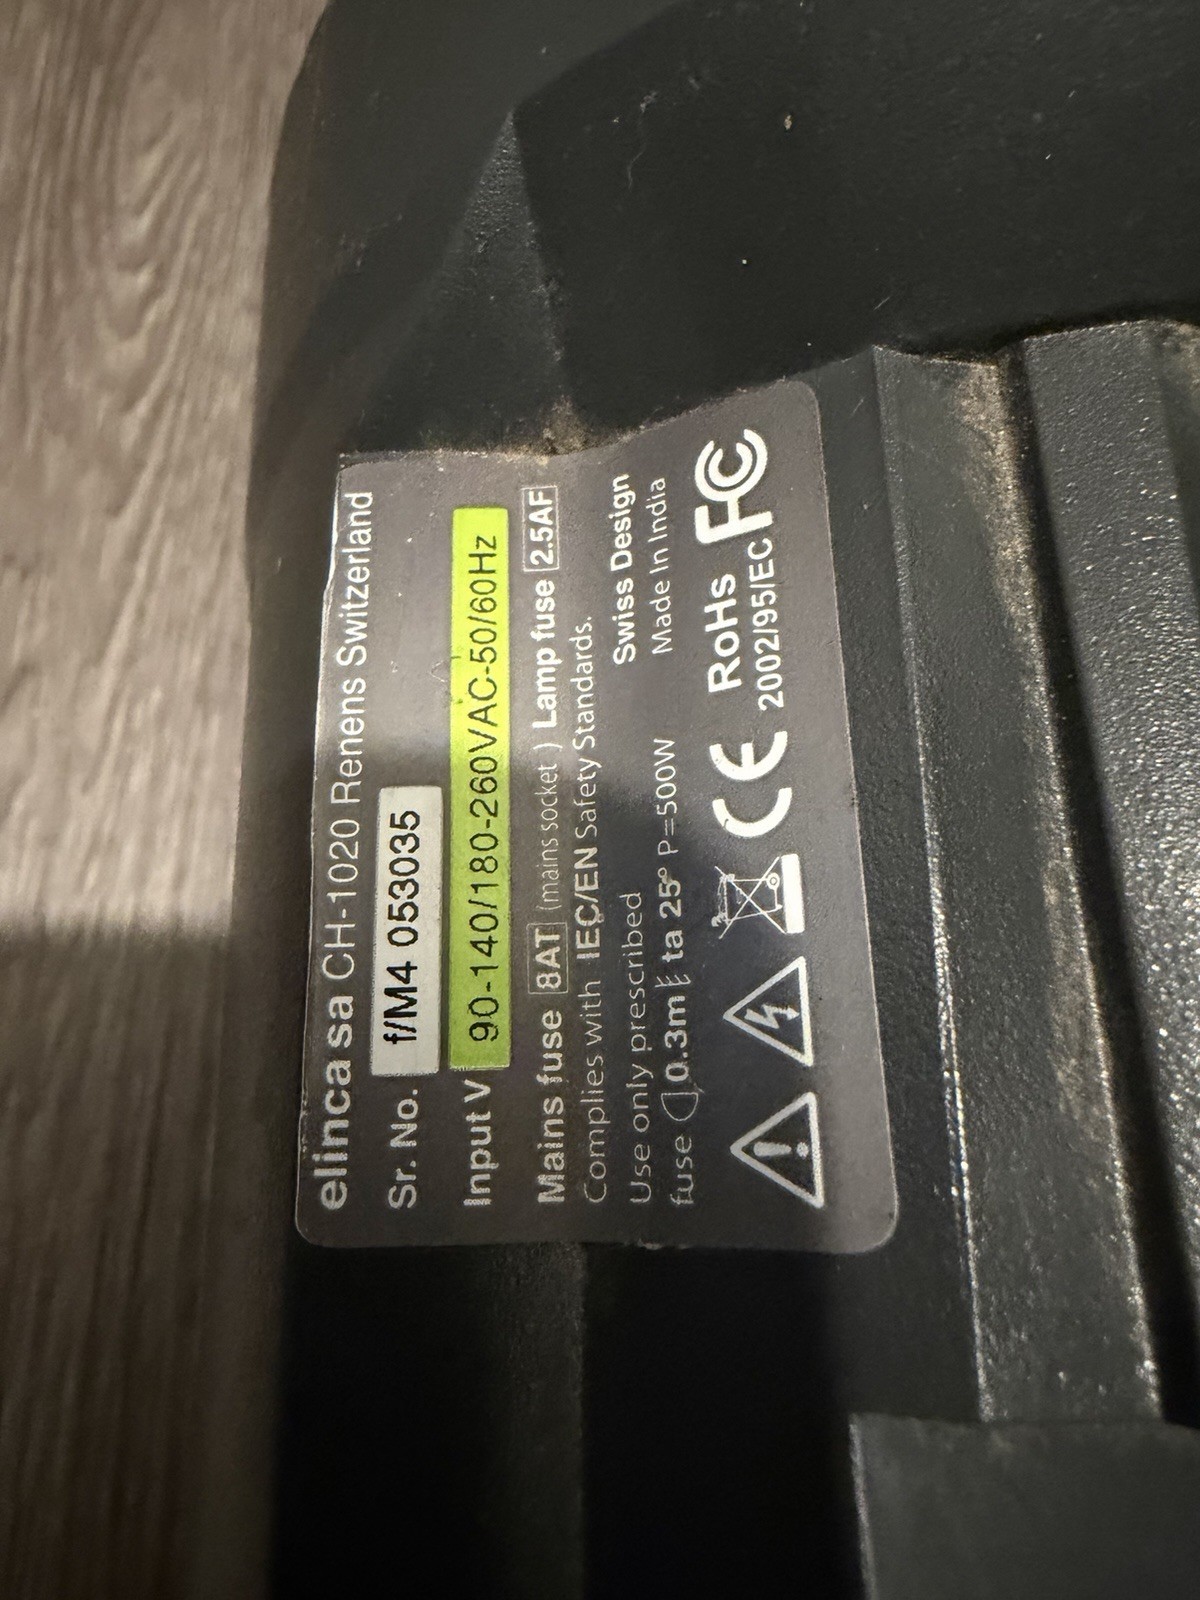 elinca sa CH-1020 Renens Switzerland
Sr. No. f/M4 053035
Input V 90-140/180-260VAC-50/60Hz
Mains fuse 8AT (mains socket) Lamp fuse 2.5AF
Complies with IEC/EN Safety Standards.
Use only prescribed
fuse 0.3m ta 25° P=500W
Swiss Design
Made In India
CE RoHs FC
2002/95/EC